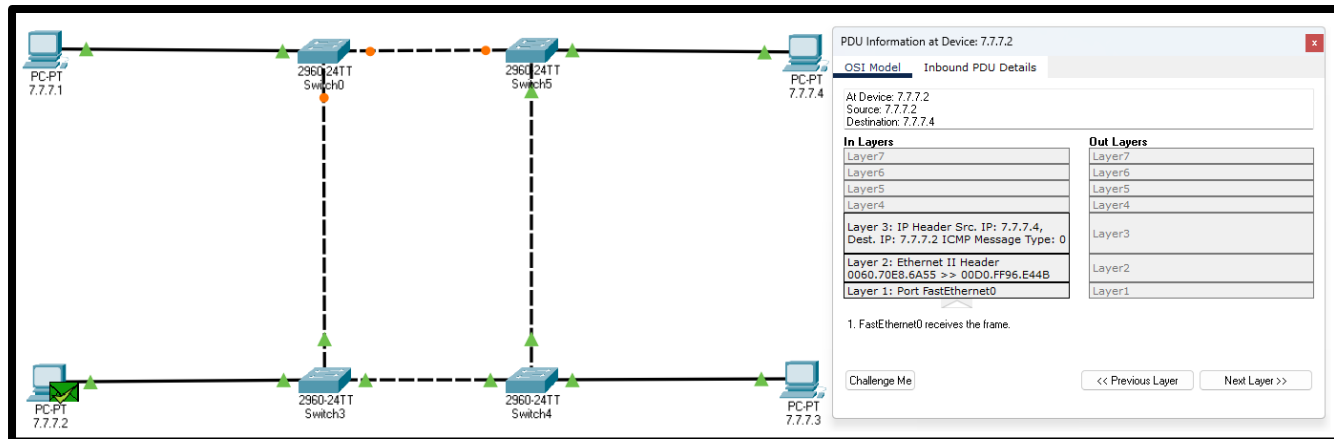 PC-PT
7.7.7.1
2960-24TT
Switch0
2960-24TT
Switch5
PC-PT
7.7.7.4
PC-PT
7.7.7.2
2960-24TT
Switch3
2960-24TT
Switch4
PC-PT
7.7.7.3
PDU Information at Device: 7.7.7.2
x
OSI Model Inbound PDU Details
At Device: 7.7.7.2
Source: 7.7.7.2
Destination: 7.7.7.4
In Layers
Layer7
Layer6
Layer5
Layer4
Layer 3: IP Header Src. IP: 7.7.7.4,
Dest. IP: 7.7.7.2 ICMP Message Type: 0
Layer 2: Ethernet II Header
0060.70E8.6A55 >> 00D0.FF96.E44B
Layer 1: Port FastEthernet0
Out Layers
Layer7
Layer6
Layer5
Layer4
Layer3
Layer2
Layer1
1. FastEthernet0 receives the frame.
Challenge Me
<< Previous Layer
Next Layer >>